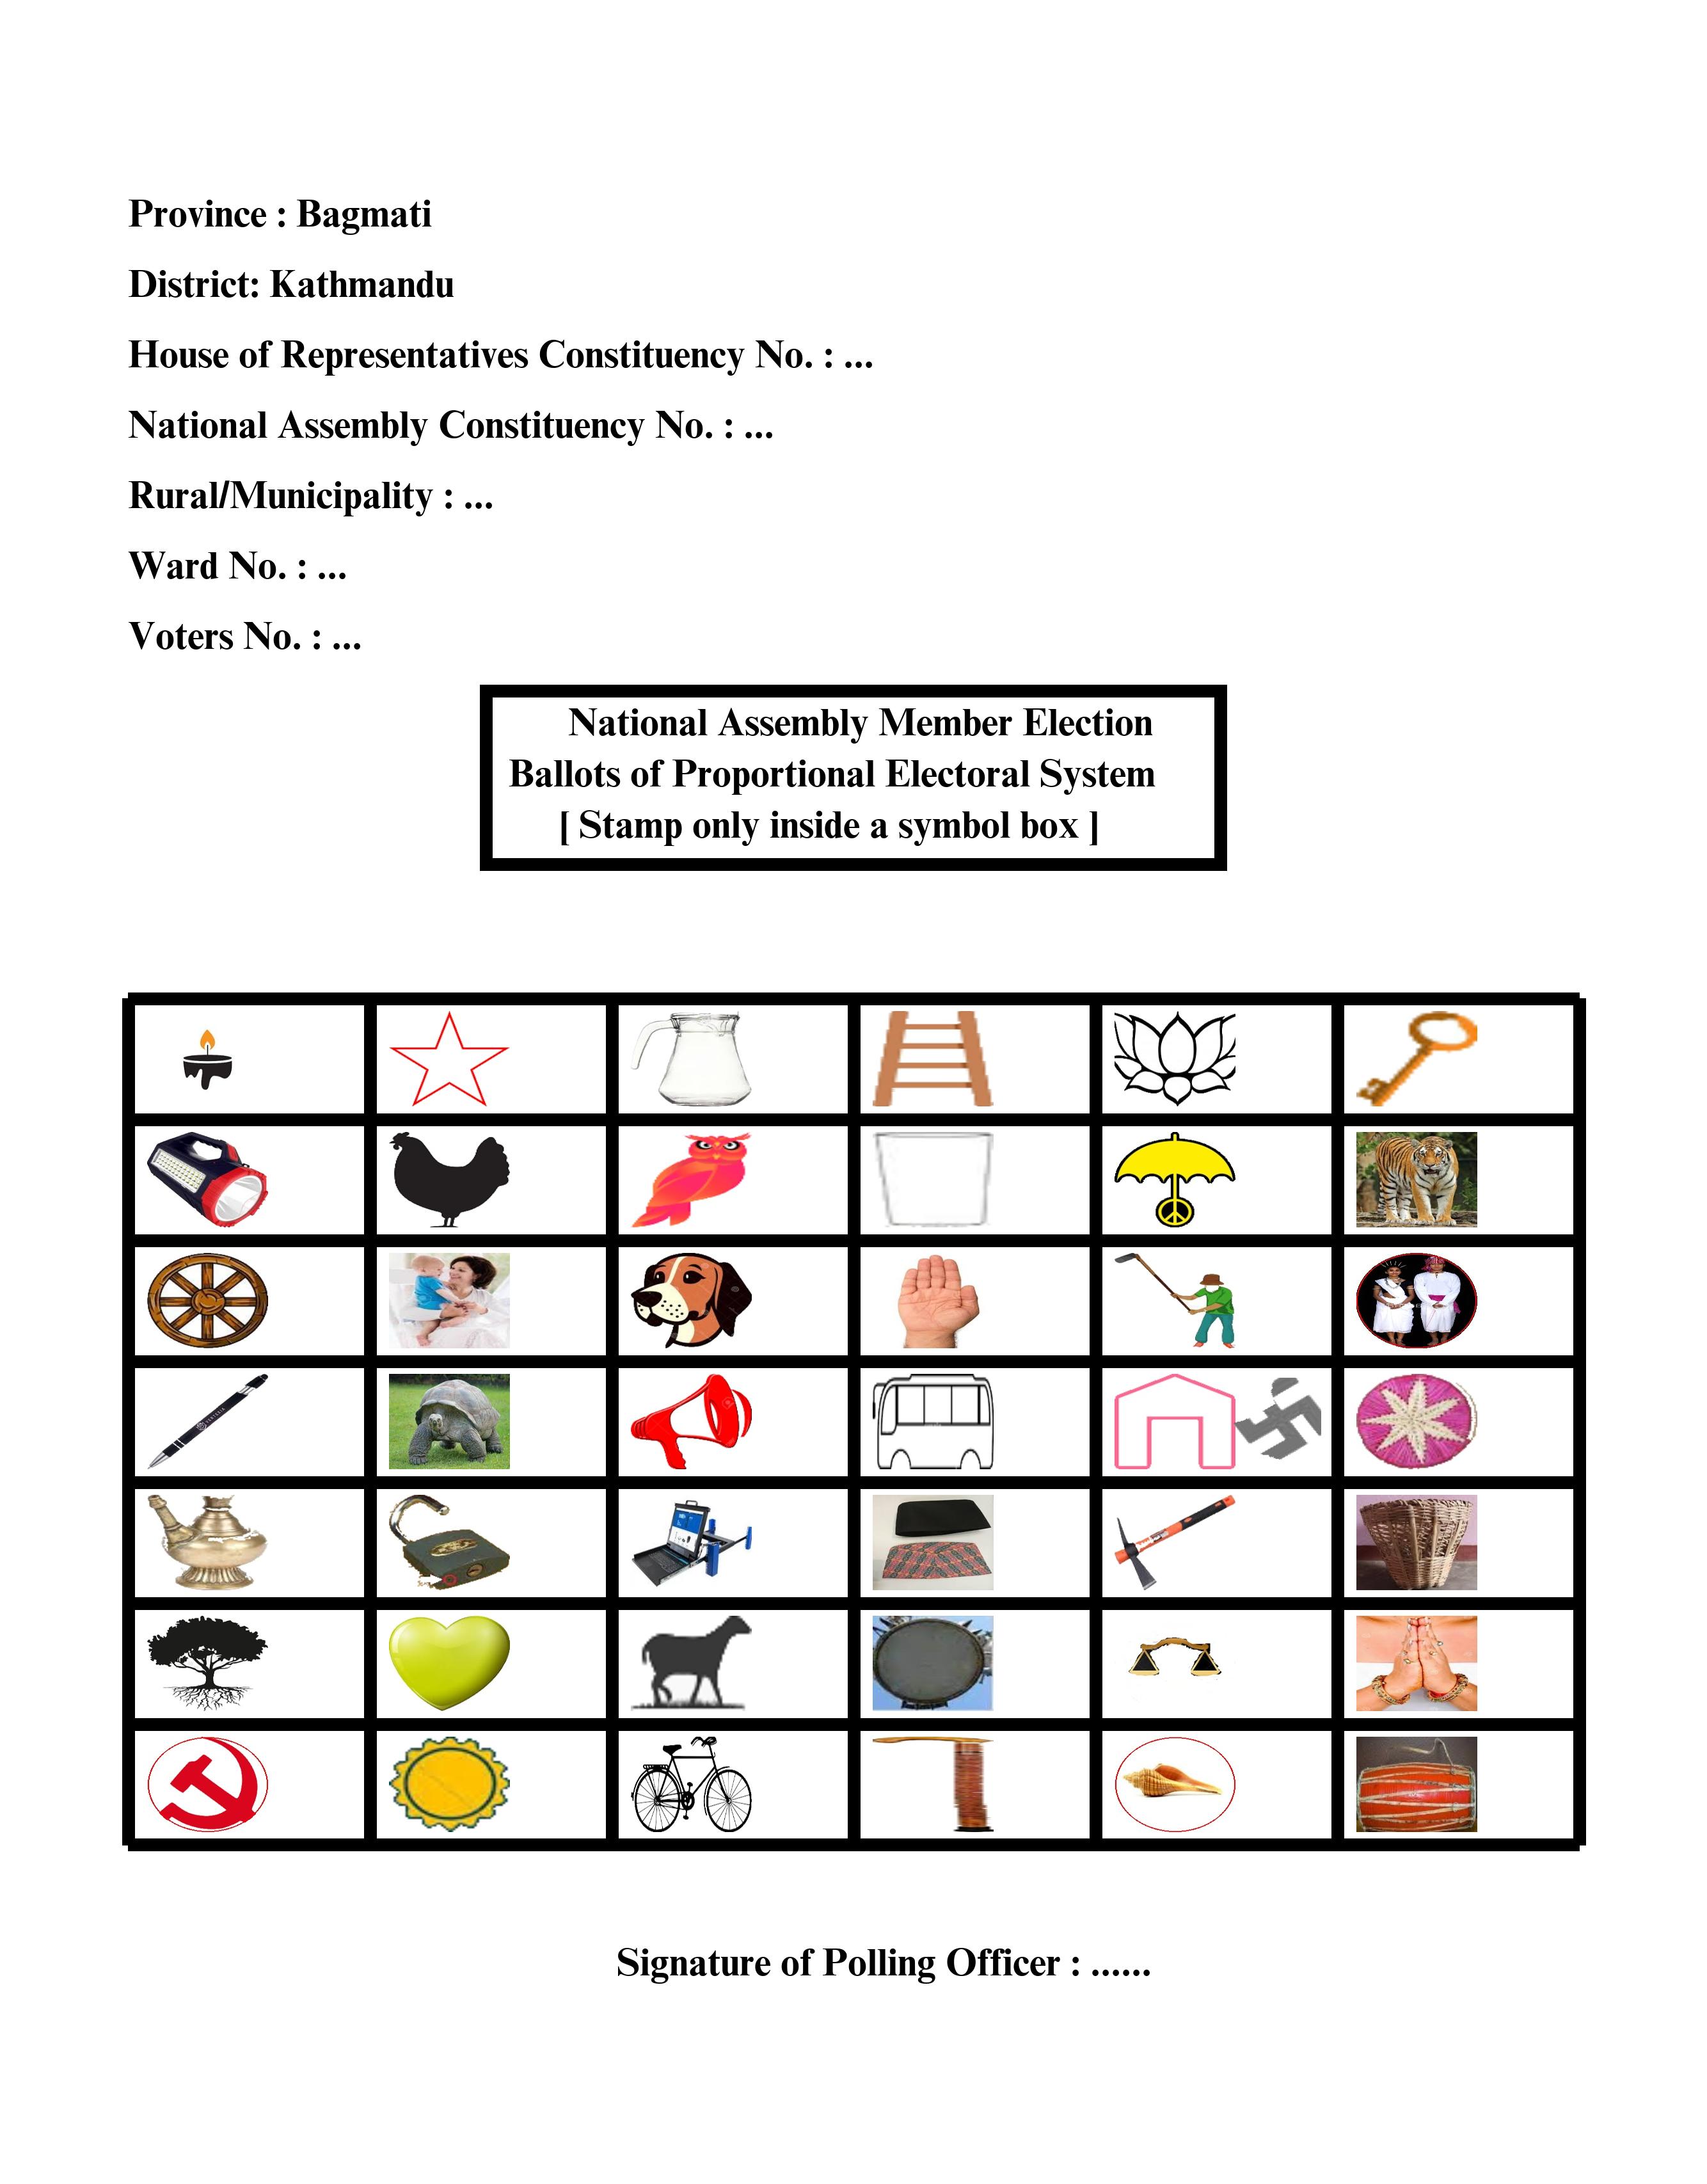 Province : Bagmati
District: Kathmandu
House of Representatives Constituency No. : ...
National Assembly Constituency No. : ...
Rural/Municipality : ...
Ward No. : ...
Voters No. : ...
National Assembly Member Election
Ballots of Proportional Electoral System
[ Stamp only inside a symbol box ]
Signature of Polling Officer : ......